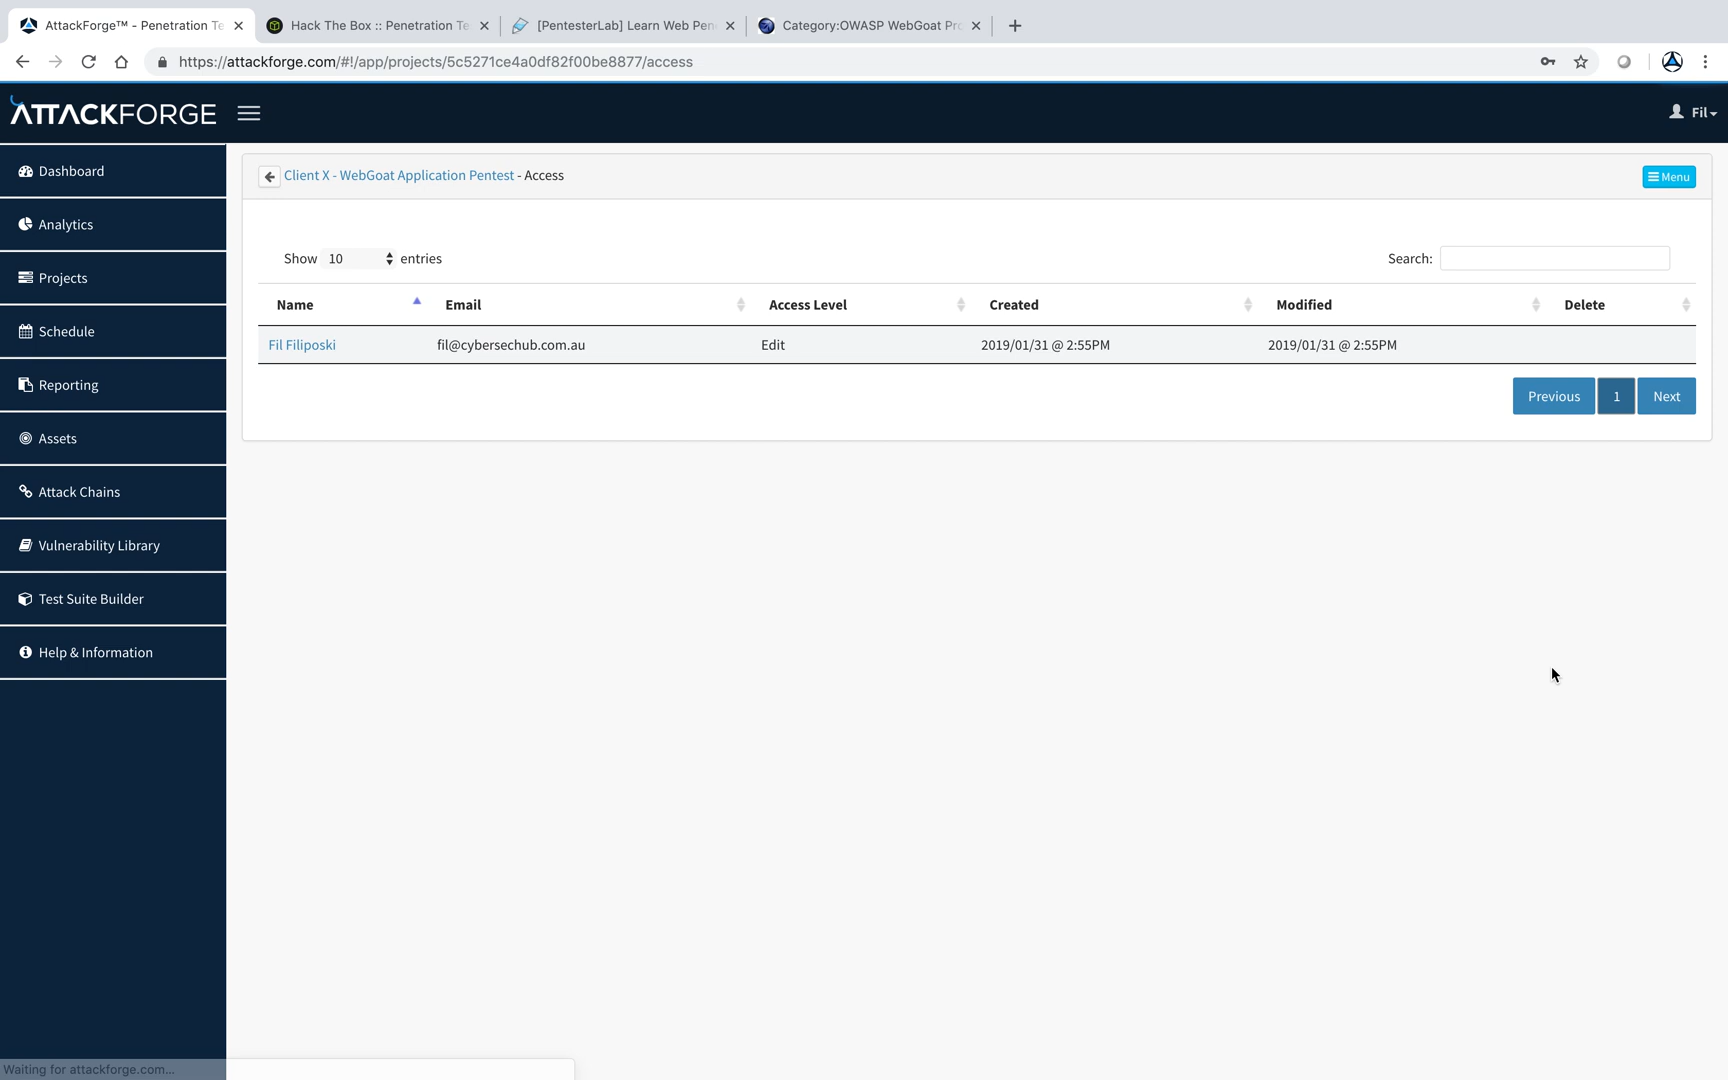 AttackForge™ - Penetration Te
Hack The Box :: Penetration Te
[PentesterLab] Learn Web Pen
Category:OWASP WebGoat Pro
https://attackforge.com/#!/app/projects/5c5271ce4a0df82f00be8877/access
ATTACKFORGE
Fil
Dashboard
Analytics
Projects
Schedule
Reporting
Assets
Attack Chains
Vulnerability Library
Test Suite Builder
Help & Information
Client X - WebGoat Application Pentest - Access
Menu
Show 10 entries
Search:
Name Email Access Level Created Modified Delete
Fil Filiposki fil@cybersechub.com.au Edit 2019/01/31 @ 2:55PM 2019/01/31 @ 2:55PM
Previous 1 Next
Waiting for attackforge.com...